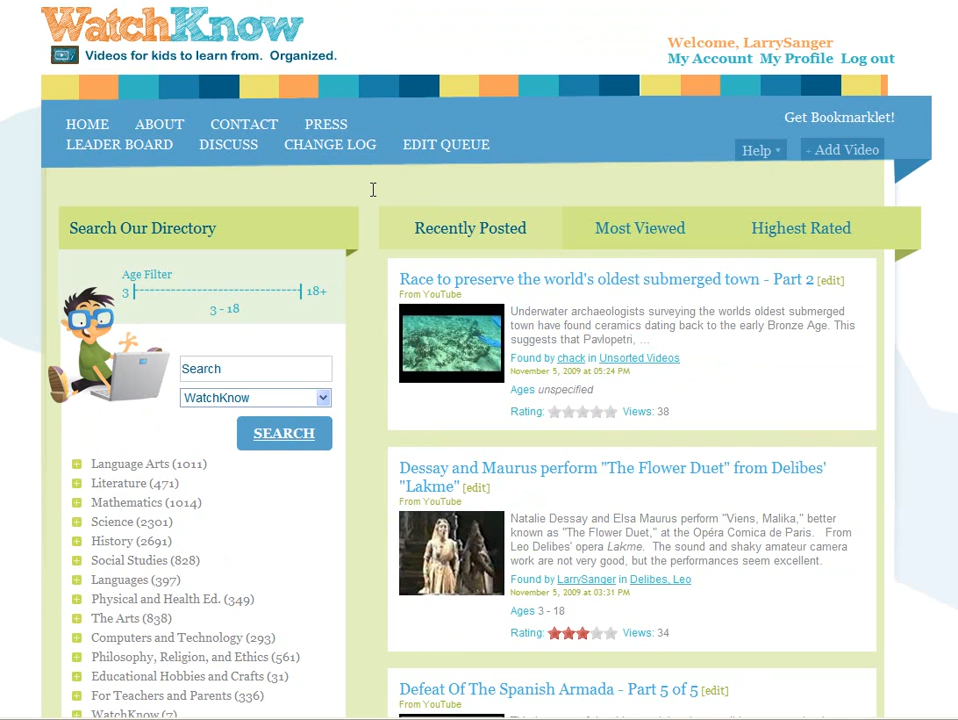 WatchKnow
Videos for kids to learn from. Organized.
Welcome, LarrySanger
My Account My Profile Log out
HOME ABOUT CONTACT PRESS
Get Bookmarklet!
LEADER BOARD DISCUSS CHANGE LOG EDIT QUEUE
Help + Add Video
Search Our Directory
Age Filter
3 18+
3 - 18
Search
WatchKnow
SEARCH
Language Arts (1011)
Literature (471)
Mathematics (1014)
Science (2301)
History (2691)
Social Studies (828)
Languages (397)
Physical and Health Ed. (349)
The Arts (838)
Computers and Technology (293)
Philosophy, Religion, and Ethics (561)
Educational Hobbies and Crafts (31)
For Teachers and Parents (336)
WatchKnow (7)
Recently Posted Most Viewed Highest Rated
Race to preserve the world's oldest submerged town - Part 2 [edit]
From YouTube
Underwater archaeologists surveying the worlds oldest submerged
town have found ceramics dating back to the early Bronze Age. This
suggests that Pavlopetri, ...
Found by chack in Unsorted Videos
November 5, 2009 at 05:24 PM
Ages unspecified
Rating: Views: 38
Dessay and Maurus perform "The Flower Duet" from Delibes'
"Lakme" [edit]
From YouTube
Natalie Dessay and Elsa Maurus perform "Viens, Malika," better
known as "The Flower Duet," at the Opéra Comica de Paris. From
Leo Delibes' opera Lakme. The sound and shaky amateur camera
work are not very good, but the performances seem excellent.
Found by LarrySanger in Delibes, Leo
November 5, 2009 at 03:31 PM
Ages 3 - 18
Rating: Views: 34
Defeat Of The Spanish Armada - Part 5 of 5 [edit]
From YouTube